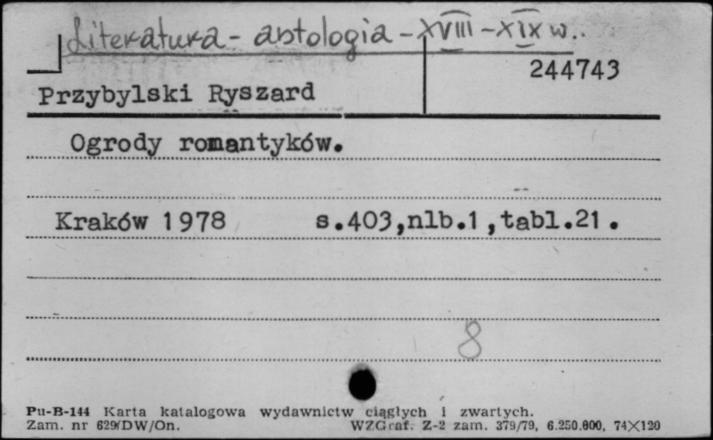 Literatura - antologia - XVIII - XIX w..
244743
Przybylski Ryszard
Ogrody romantyków.
Kraków 1978 s.403,nlb.1,tabl.21.
8
Pu-B-144 Karta katalogowa wydawnictw ciągłych i zwartych.
Zam. nr 629/DW/On. WZGraf. Z-2 zam. 379/79, 6.250.000, 74X120